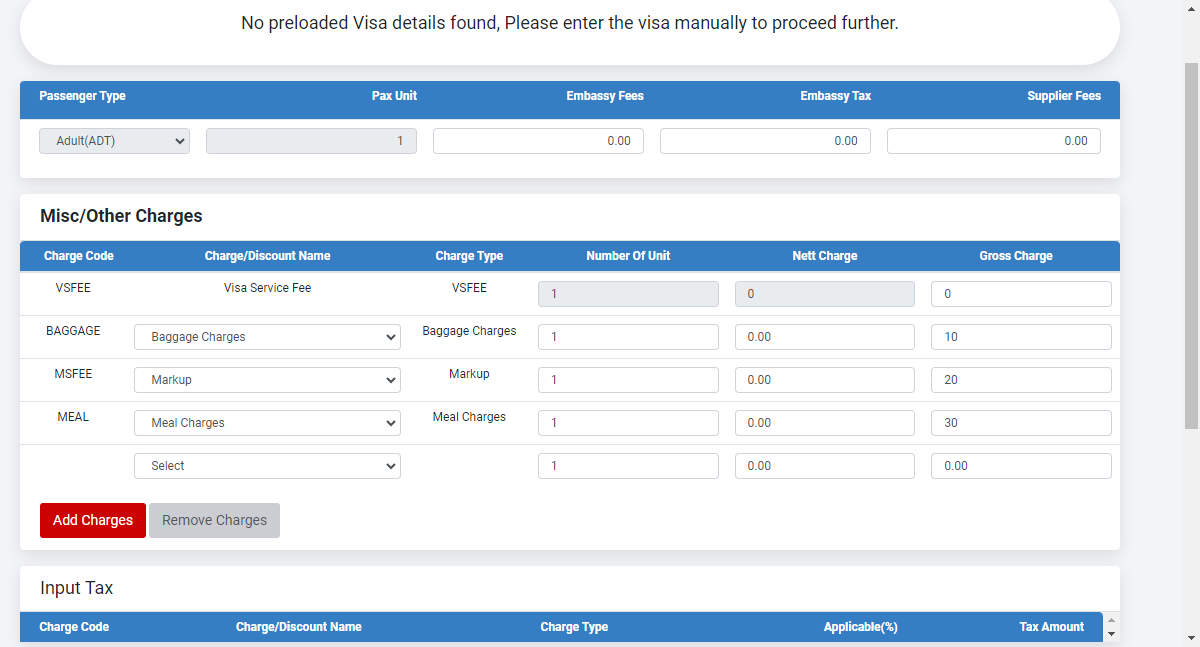 No preloaded Visa details found, Please enter the visa manually to proceed further.
Passenger Type Pax Unit Embassy Fees Embassy Tax Supplier Fees
Adult(ADT) 1 0.00 0.00 0.00
Misc/Other Charges
Charge Code Charge/Discount Name Charge Type Number Of Unit Nett Charge Gross Charge
VSFEE Visa Service Fee VSFEE 1 0 0
BAGGAGE Baggage Charges Baggage Charges 1 0.00 10
MSFEE Markup Markup 1 0.00 20
MEAL Meal Charges Meal Charges 1 0.00 30
Select 1 0.00 0.00
Add Charges Remove Charges
Input Tax
Charge Code Charge/Discount Name Charge Type Applicable(%) Tax Amount